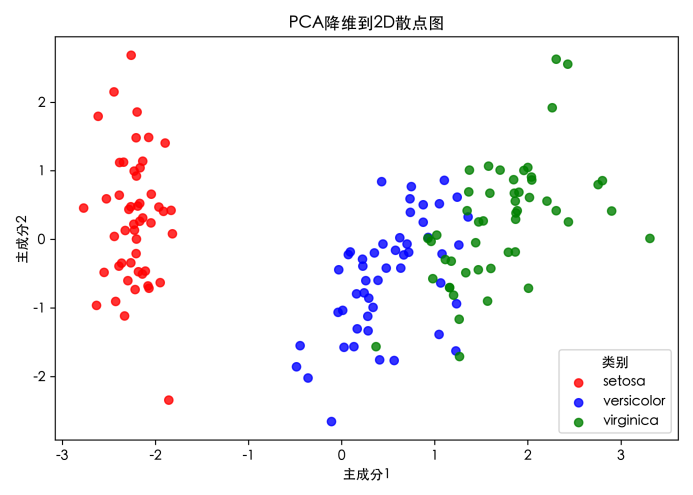 PCA降维到2D散点图
主成分2
2
1
0
-1
-2
-3
-2
-1
0
1
2
3
主成分1
类别
setosa
versicolor
virginica